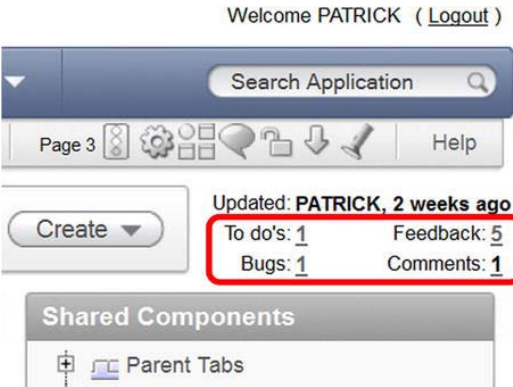 Welcome PATRICK ( Logout )
Search Application
Page 3 Help
Create
Updated: PATRICK, 2 weeks ago
To do's: 1 Feedback: 5
Bugs: 1 Comments: 1
Shared Components
Parent Tabs